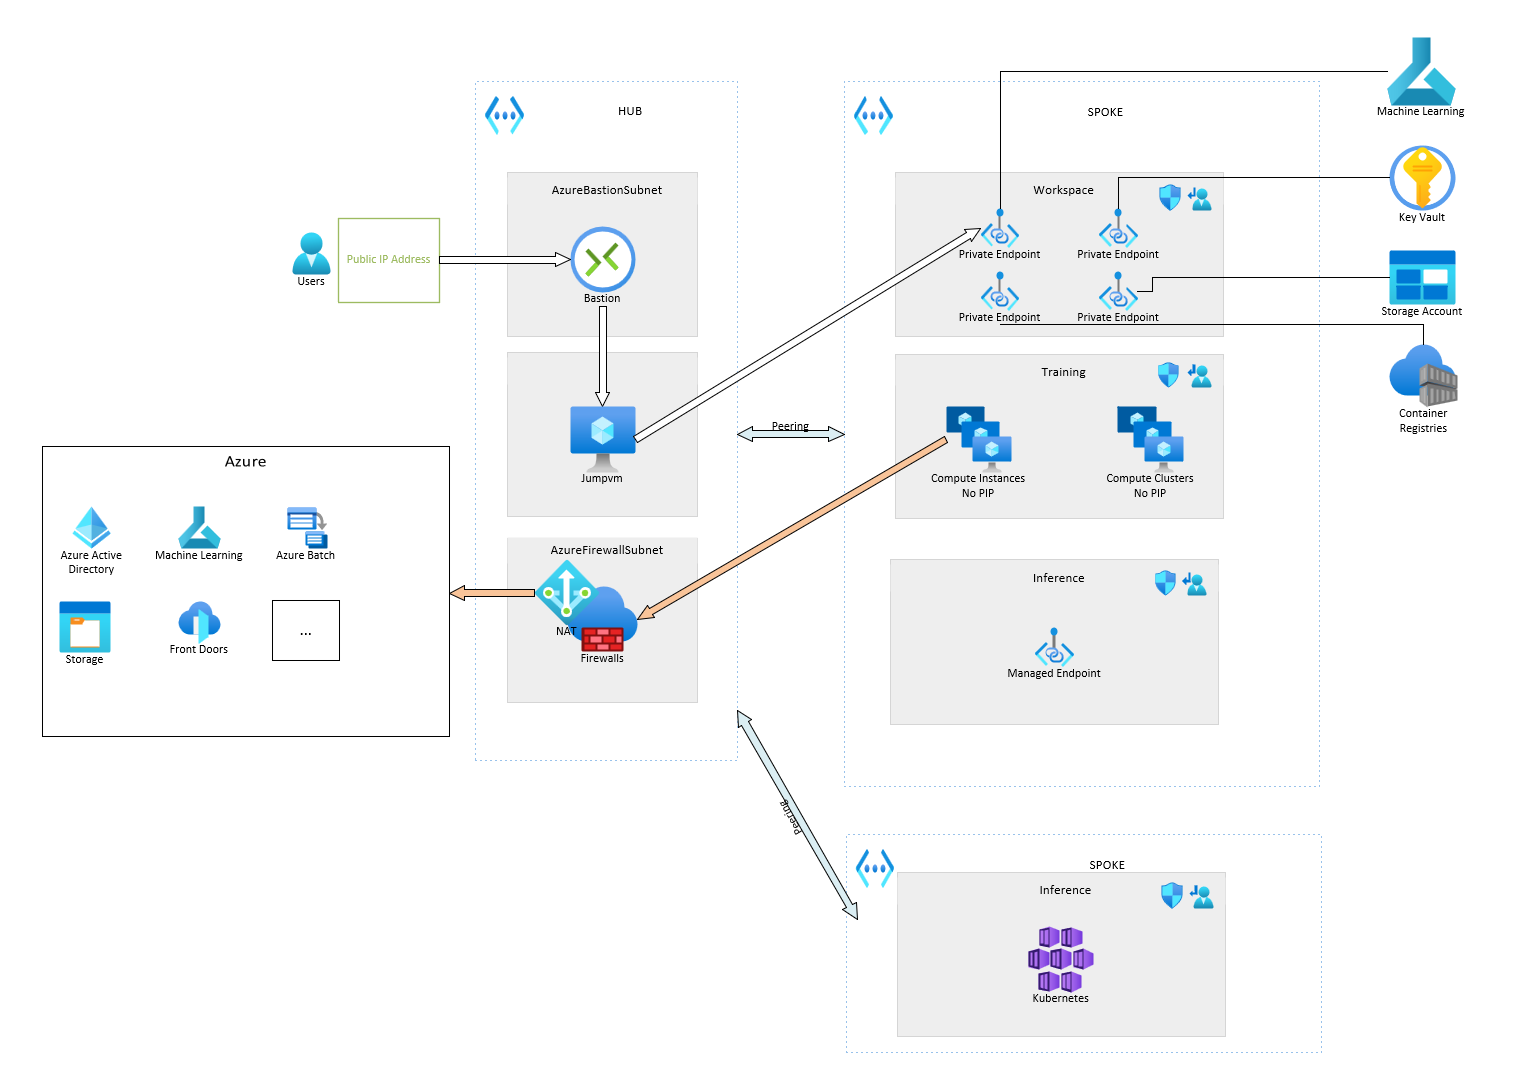 HUB
SPOKE
Machine Learning
AzureBastionSubnet
Workspace
Key Vault
Public IP Address
Users
Bastion
Private Endpoint
Private Endpoint
Private Endpoint
Private Endpoint
Storage Account
Training
Container
Registries
Peering
Jumpvm
Compute Instances
No PIP
Compute Clusters
No PIP
Azure
Azure Active
Directory
Machine Learning
Azure Batch
Storage
Front Doors
...
AzureFirewallSubnet
NAT
Firewalls
Inference
Managed Endpoint
Peering
SPOKE
Inference
Kubernetes